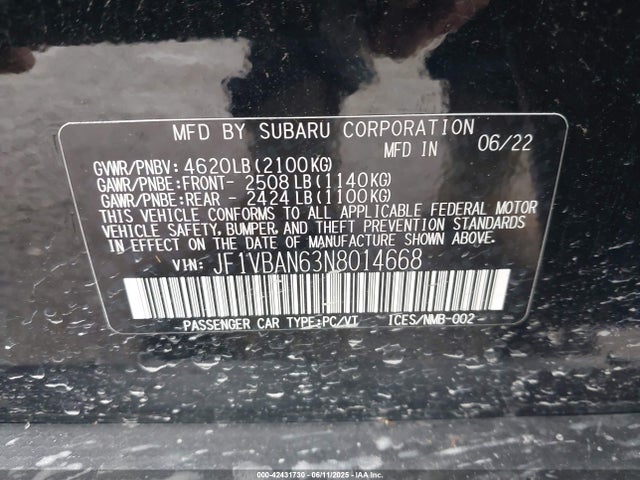 MFD BY SUBARU CORPORATION
MFD IN 06/22
GVWR/PNBV: 4620LB(2100KG)
GAWR/PNBE:FRONT- 2508LB(1140KG)
GAWR/PNBE:REAR - 2424LB(1100KG)
THIS VEHICLE CONFORMS TO ALL APPLICABLE FEDERAL MOTOR
VEHICLE SAFETY, BUMPER, AND THEFT PREVENTION STANDARDS
IN EFFECT ON THE DATE OF MANUFACTURE SHOWN ABOVE.
VIN: JF1VBAN63N8014668
PASSENGER CAR TYPE:PC/VT ICES/NMB-002
00-42431730 - 06/11/2025 - IAA Inc.